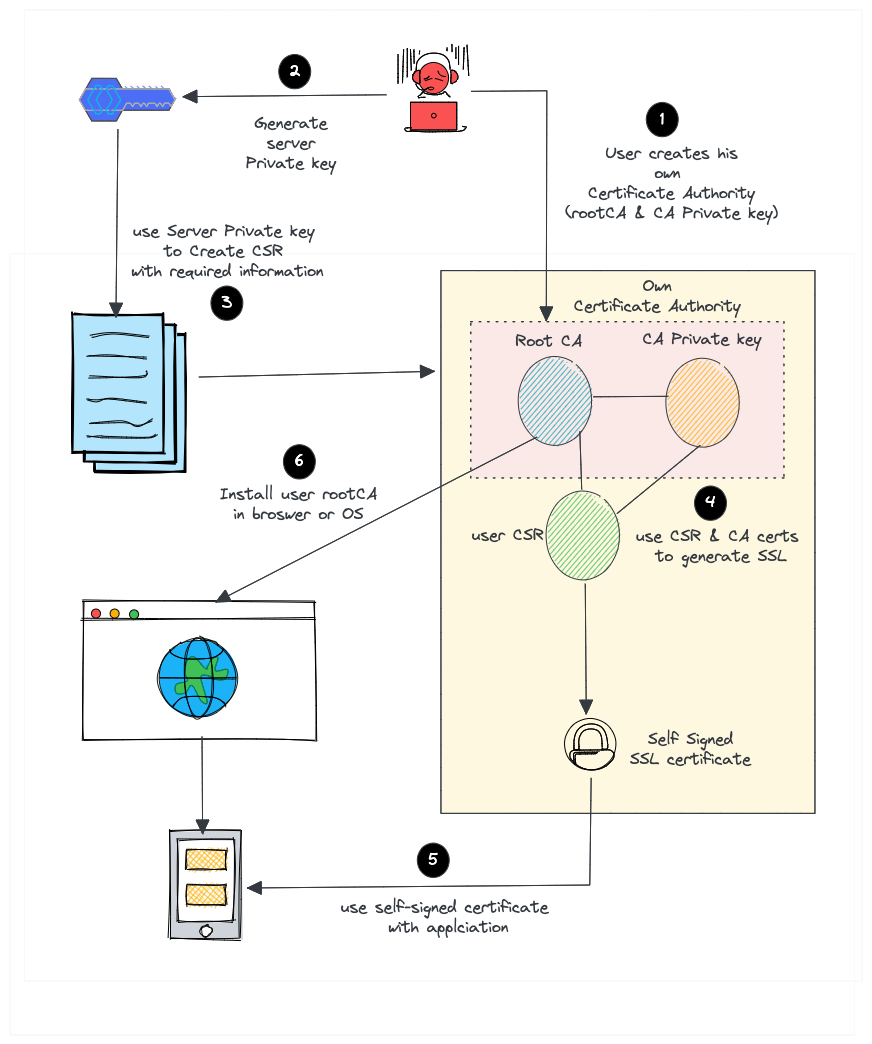 2
Generate
server
Private key
1
User creates his
own
Certificate Authority
(rootCA & CA Private key)
use Server Private key
to Create CSR
with required information
3
Own
Certificate Authority
Root CA
CA Private key
6
Install user rootCA
in broswer or OS
4
user CSR
use CSR & CA certs
to generate SSL
Self Signed
SSL certificate
5
use self-signed certificate
with applciation